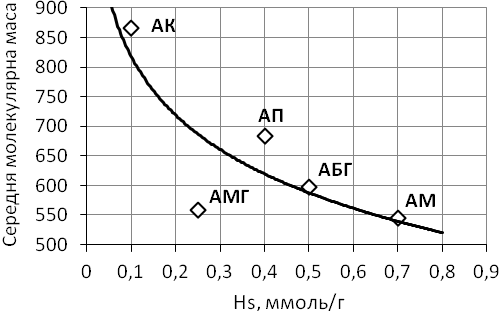 Середня молекулярна маса
900
850
800
750
700
650
600
550
500
АК
АП
АБГ
АМГ
АМ
0 0,1 0,2 0,3 0,4 0,5 0,6 0,7 0,8 0,9
Hs, ммоль/г